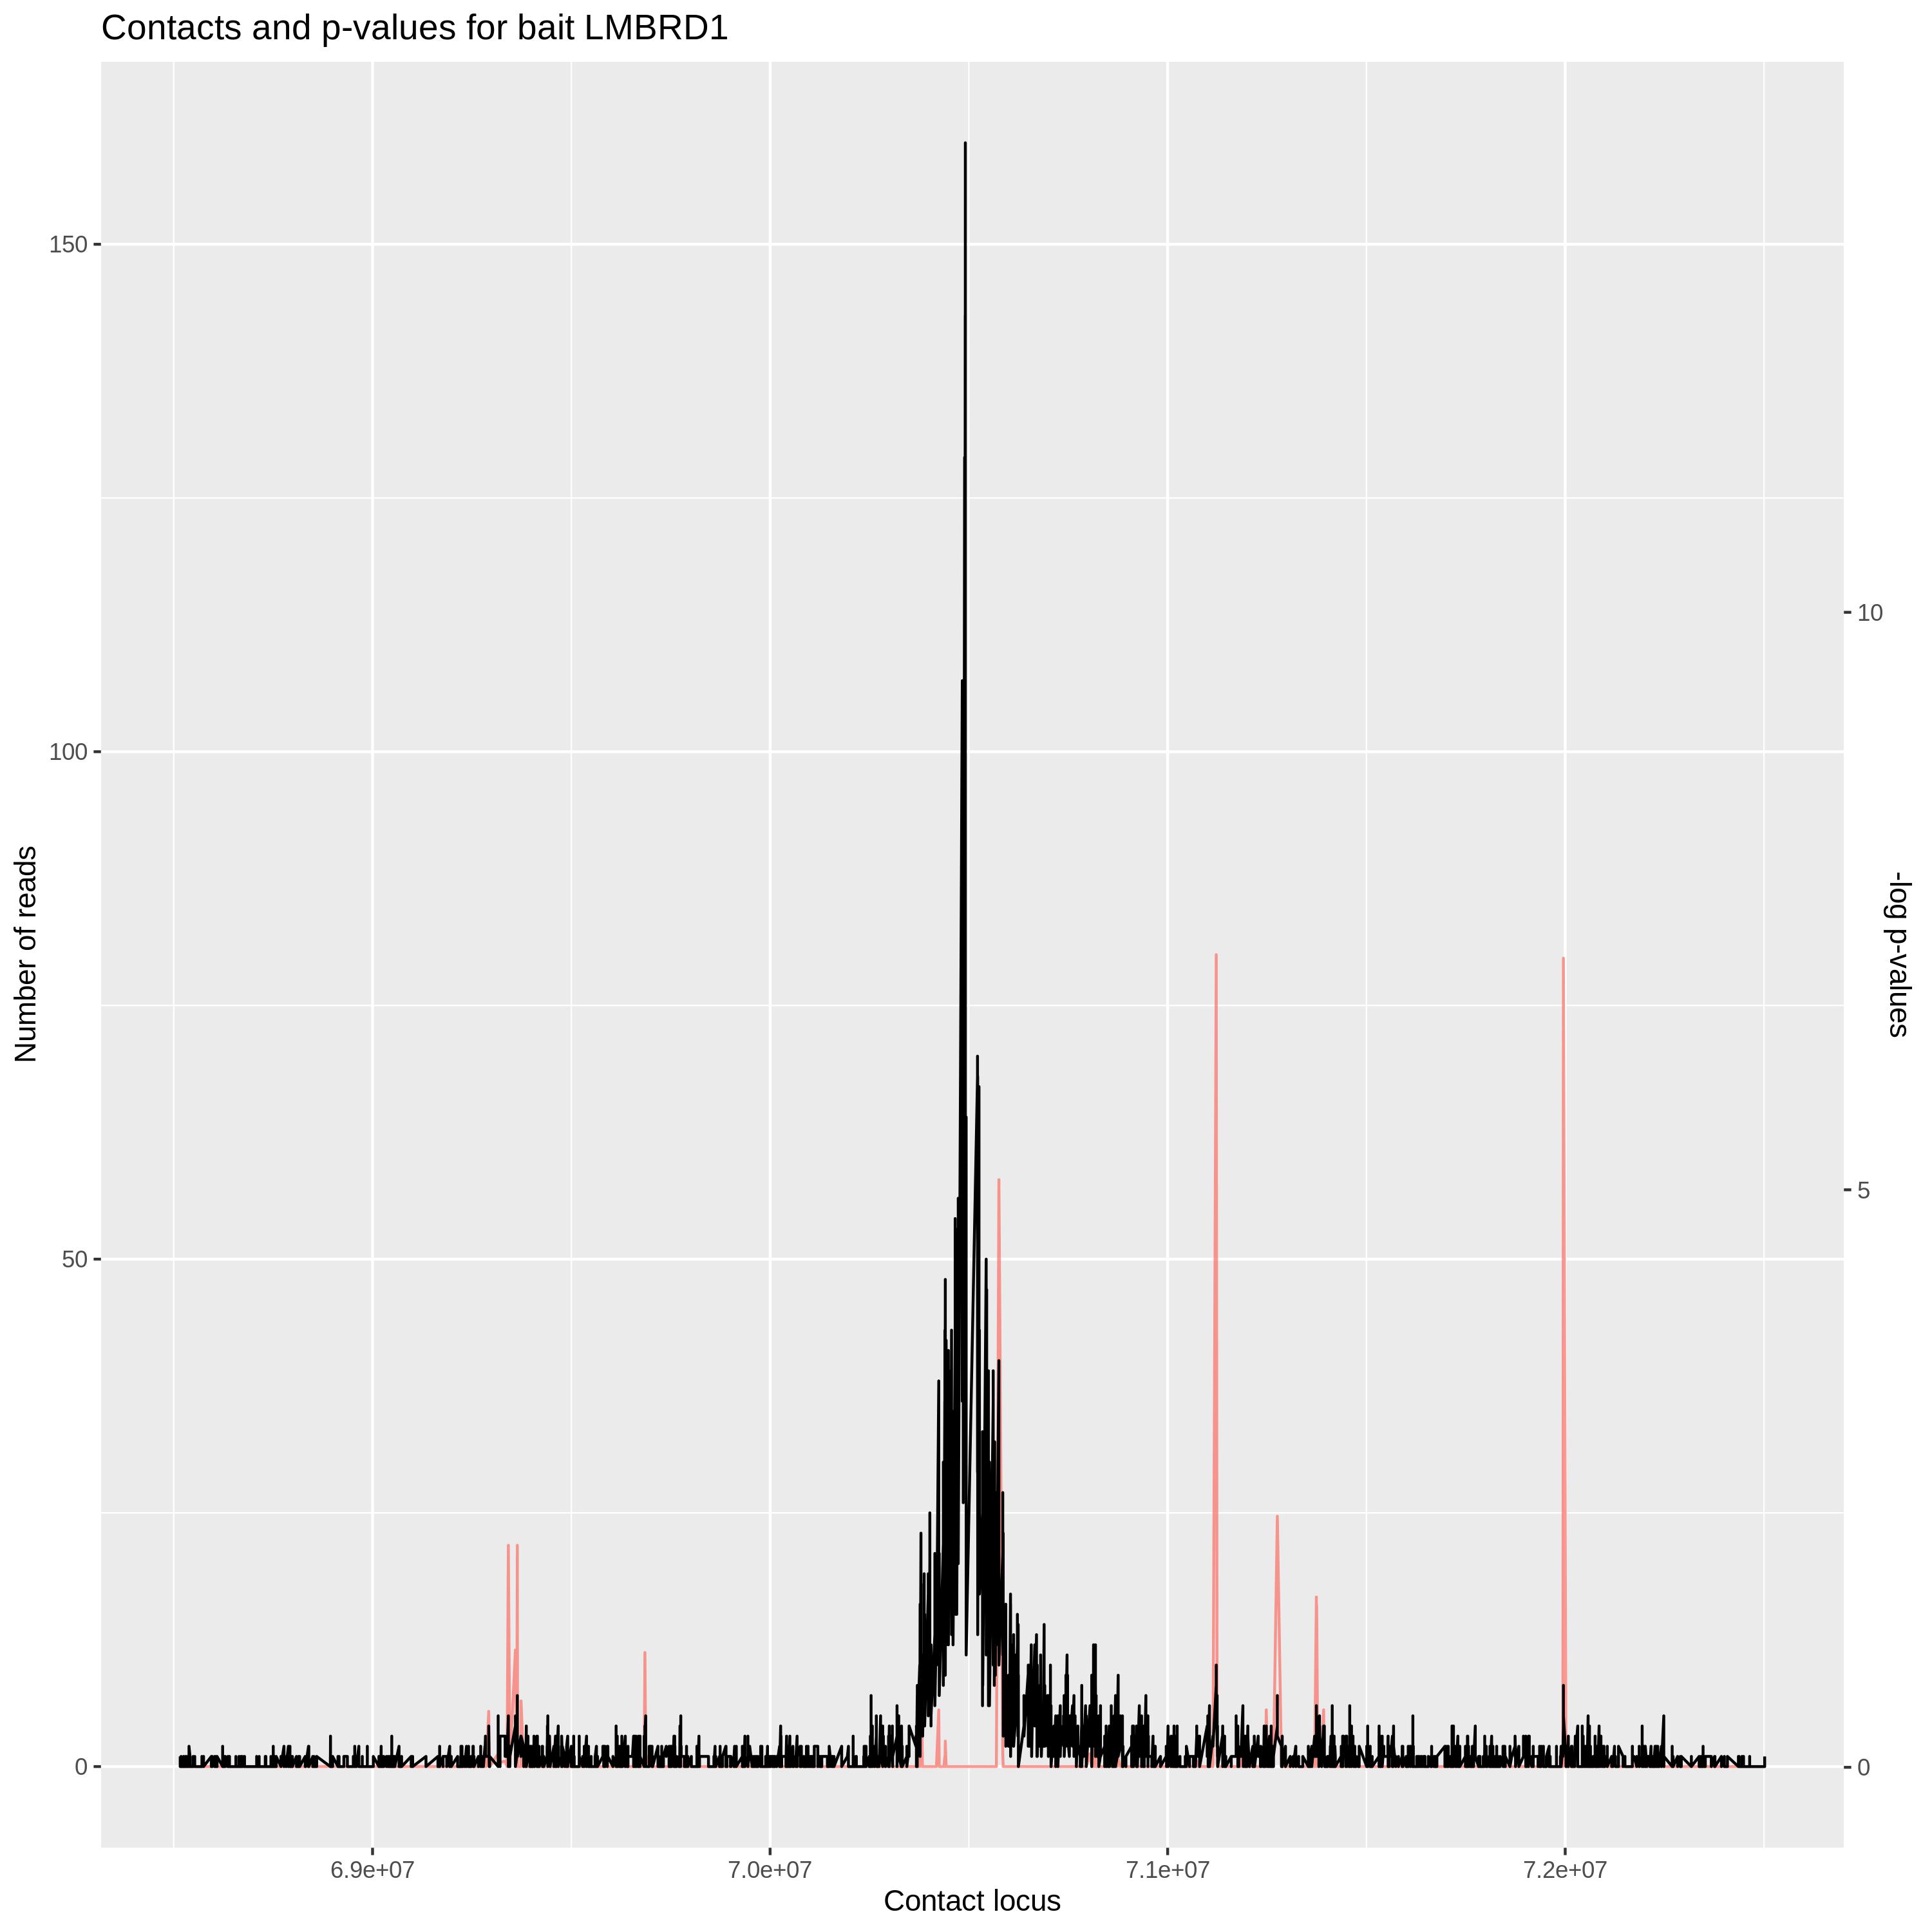 Contacts and p-values for bait LMBRD1
150
100
50
0
Number of reads
10
5
0
-log p-values
6.9e+07
7.0e+07
7.1e+07
7.2e+07
Contact locus